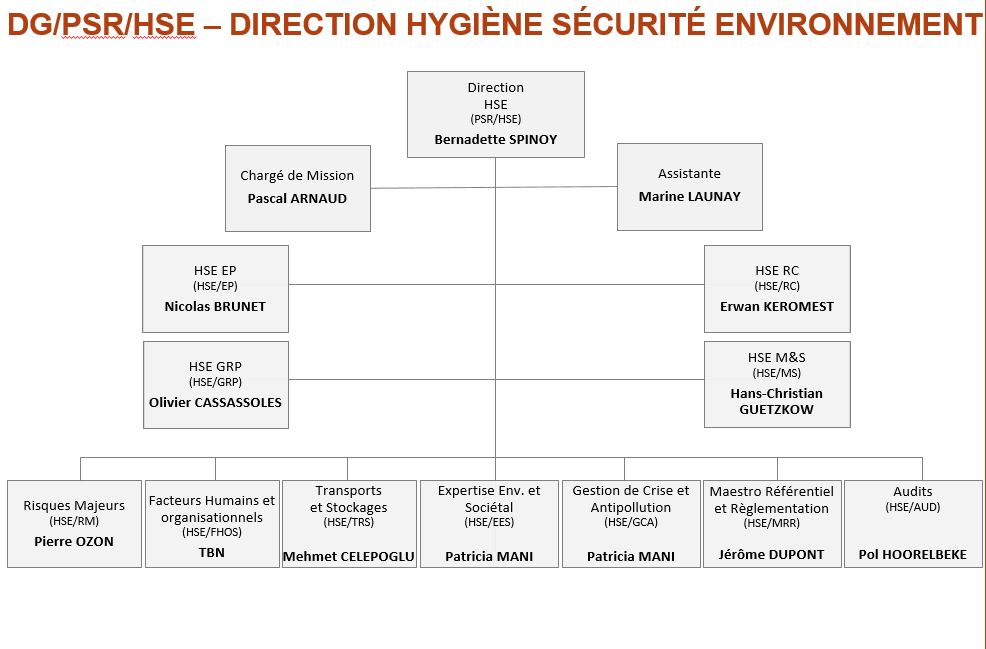 DG/PSR/HSE – DIRECTION HYGIÈNE SÉCURITÉ ENVIRONNEMENT
Direction
HSE
(PSR/HSE)
Bernadette SPINOY
Chargé de Mission
Pascal ARNAUD
Assistante
Marine LAUNAY
HSE EP
(HSE/EP)
Nicolas BRUNET
HSE RC
(HSE/RC)
Erwan KEROMEST
HSE GRP
(HSE/GRP)
Olivier CASSASSOLES
HSE M&S
(HSE/MS)
Hans-Christian
GUETZKOW
Risques Majeurs
(HSE/RM)
Pierre OZON
Facteurs Humains et
organisationnels
(HSE/FHOS)
TBN
Transports
et Stockages
(HSE/TRS)
Mehmet CELEPOGLU
Expertise Env. et
Sociétal
(HSE/EES)
Patricia MANI
Gestion de Crise et
Antipollution
(HSE/GCA)
Patricia MANI
Maestro Référentiel
et Règlementation
(HSE/MRR)
Jérôme DUPONT
Audits
(HSE/AUD)
Pol HOORELBEKE